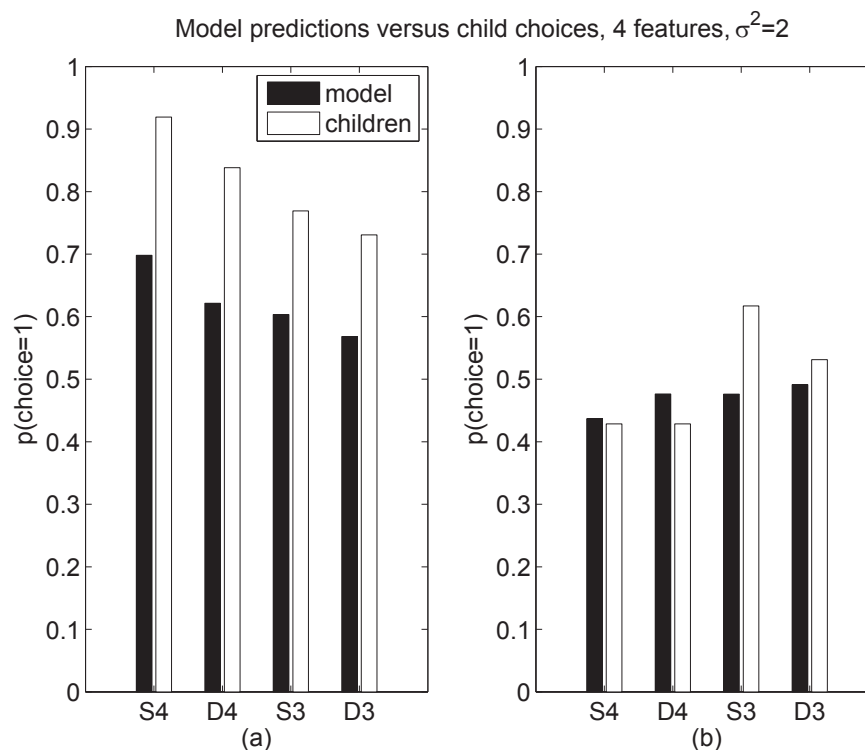 Model predictions versus child choices, 4 features, σ²=2
1
0.9
0.8
0.7
0.6
0.5
0.4
0.3
0.2
0.1
0
p(choice=1)
model
children
S4 D4 S3 D3
(a)
1
0.9
0.8
0.7
0.6
0.5
0.4
0.3
0.2
0.1
0
p(choice=1)
S4 D4 S3 D3
(b)